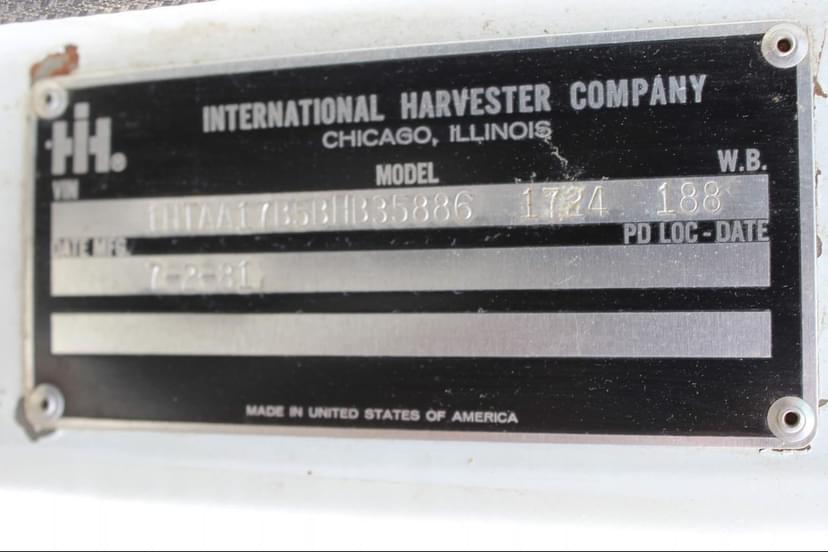 INTERNATIONAL HARVESTER COMPANY
CHICAGO, ILLINOIS
IH®
VIN MODEL W.B.
1HTAA17B5BHB35886 1724 188
DATE MFG. PD LOC - DATE
7-2-81
MADE IN UNITED STATES OF AMERICA